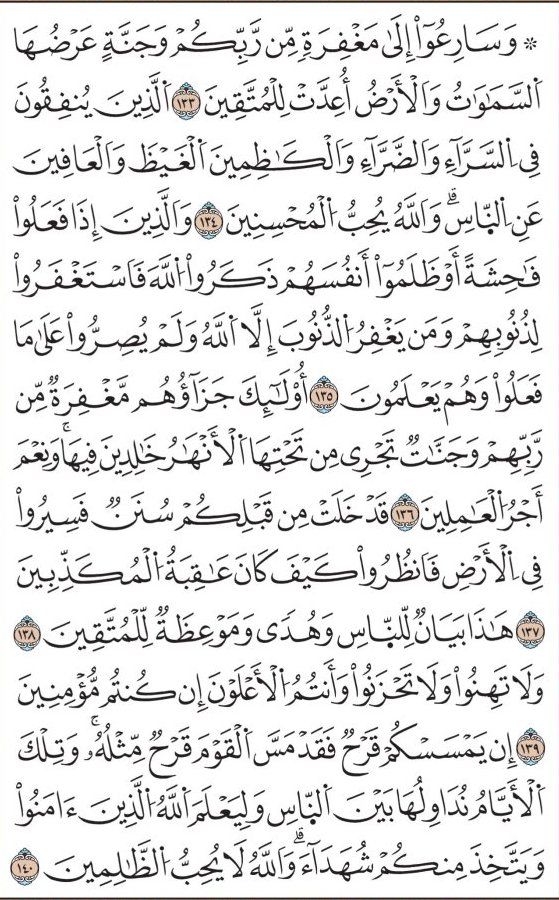 * وَسَارِعُوٓا۟ إِلَىٰ مَغْفِرَةٍ مِّن رَّبِّكُمْ وَجَنَّةٍ عَرْضُهَا
ٱلسَّمَٰوَٰتُ وَٱلْأَرْضُ أُعِدَّتْ لِلْمُتَّقِينَ ١٣٣ ٱلَّذِينَ يُنفِقُونَ
فِى ٱلسَّرَّآءِ وَٱلضَّرَّآءِ وَٱلْكَٰظِمِينَ ٱلْغَيْظَ وَٱلْعَافِينَ
عَنِ ٱلنَّاسِ ۗ وَٱللَّهُ يُحِبُّ ٱلْمُحْسِنِينَ ١٣٤ وَٱلَّذِينَ إِذَا فَعَلُوا۟
فَٰحِشَةً أَوْ ظَلَمُوٓا۟ أَنفُسَهُمْ ذَكَرُوا۟ ٱللَّهَ فَٱسْتَغْفَرُوا۟
لِذُنُوبِهِمْ وَمَن يَغْفِرُ ٱلذُّنُوبَ إِلَّا ٱللَّهُ وَلَمْ يُصِرُّوا۟ عَلَىٰ مَا
فَعَلُوا۟ وَهُمْ يَعْلَمُونَ ١٣٥ أُو۟لَٰٓئِكَ جَزَآؤُهُم مَّغْفِرَةٌ مِّن
رَّبِّهِمْ وَجَنَّٰتٌ تَجْرِى مِن تَحْتِهَا ٱلْأَنْهَٰرُ خَٰلِدِينَ فِيهَا ۚ وَنِعْمَ
أَجْرُ ٱلْعَٰمِلِينَ ١٣٦ قَدْ خَلَتْ مِن قَبْلِكُمْ سُنَنٌ فَسِيرُوا۟
فِى ٱلْأَرْضِ فَٱنظُرُوا۟ كَيْفَ كَانَ عَٰقِبَةُ ٱلْمُكَذِّبِينَ
١٣٧ هَٰذَا بَيَانٌ لِّلنَّاسِ وَهُدًى وَمَوْعِظَةٌ لِّلْمُتَّقِينَ ١٣٨
وَلَا تَهِنُوا۟ وَلَا تَحْزَنُوا۟ وَأَنتُمُ ٱلْأَعْلَوْنَ إِن كُنتُم مُّؤْمِنِينَ
١٣٩ إِن يَمْسَسْكُمْ قَرْحٌ فَقَدْ مَسَّ ٱلْقَوْمَ قَرْحٌ مِّثْلُهُۥ ۚ وَتِلْكَ
ٱلْأَيَّامُ نُدَاوِلُهَا بَيْنَ ٱلنَّاسِ وَلِيَعْلَمَ ٱللَّهُ ٱلَّذِينَ ءَامَنُوا۟
وَيَتَّخِذَ مِنكُمْ شُهَدَآءَ ۗ وَٱللَّهُ لَا يُحِبُّ ٱلظَّٰلِمِينَ ١٤٠